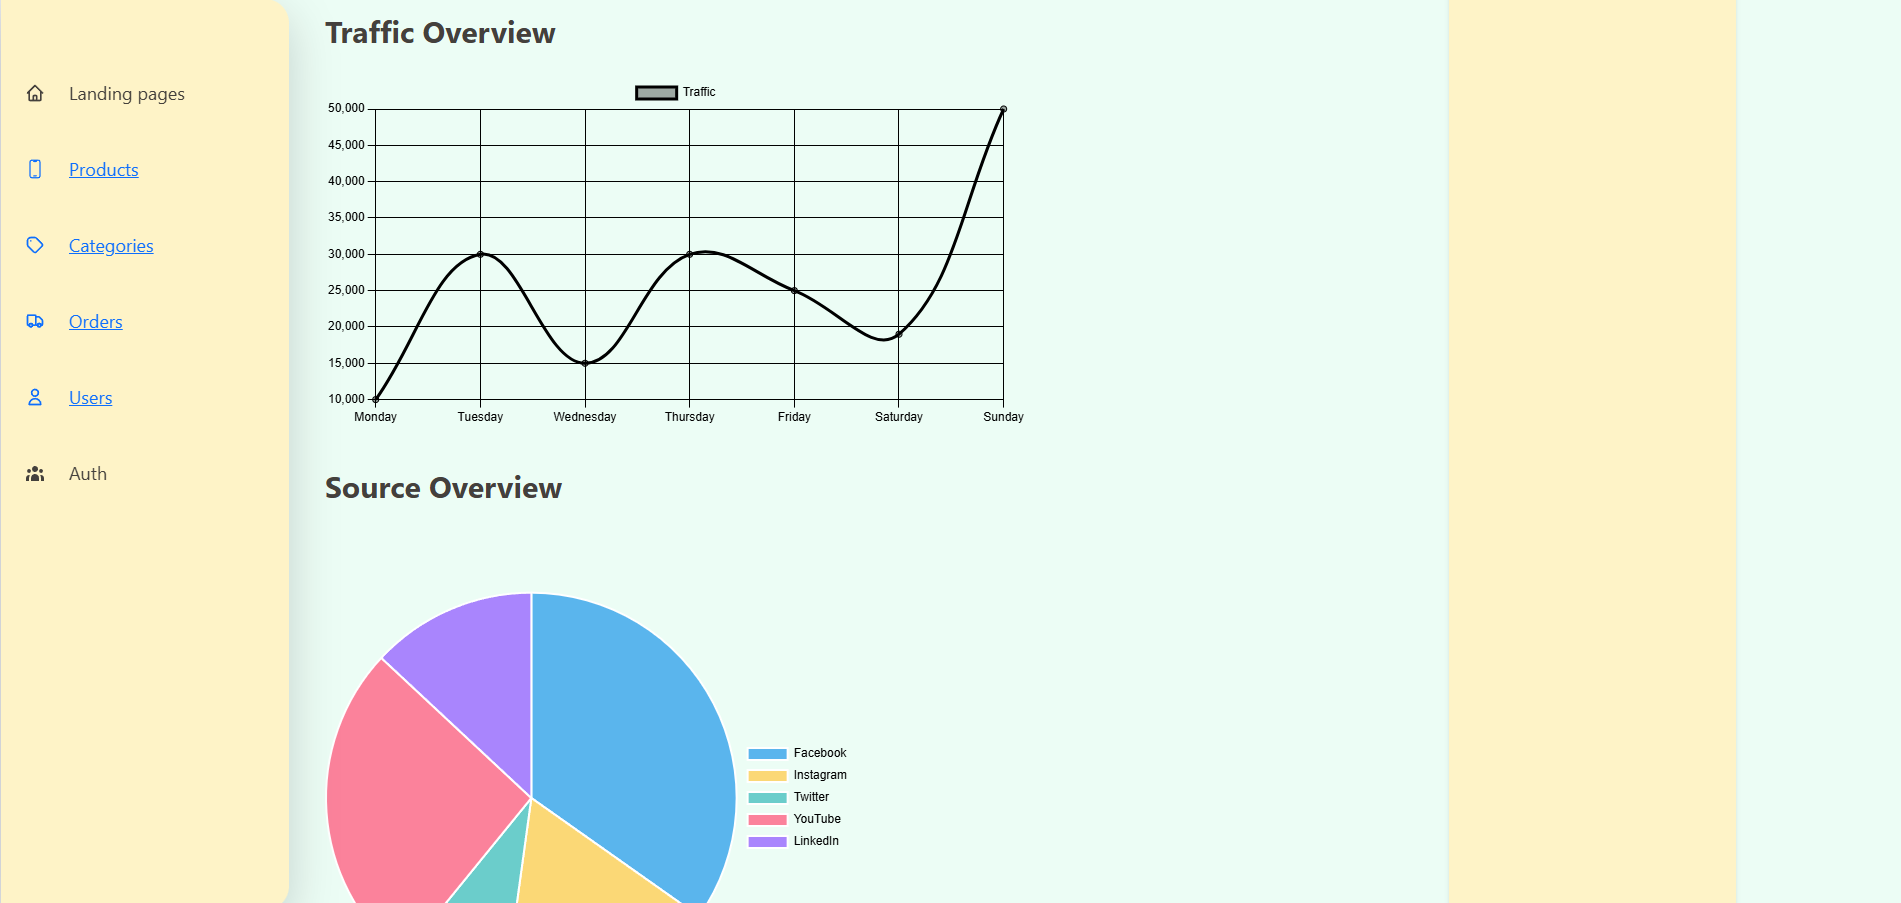 Landing pages
Products
Categories
Orders
Users
Auth
Traffic Overview
Traffic
50,000
45,000
40,000
35,000
30,000
25,000
20,000
15,000
10,000
Monday Tuesday Wednesday Thursday Friday Saturday Sunday
Source Overview
Facebook
Instagram
Twitter
YouTube
LinkedIn